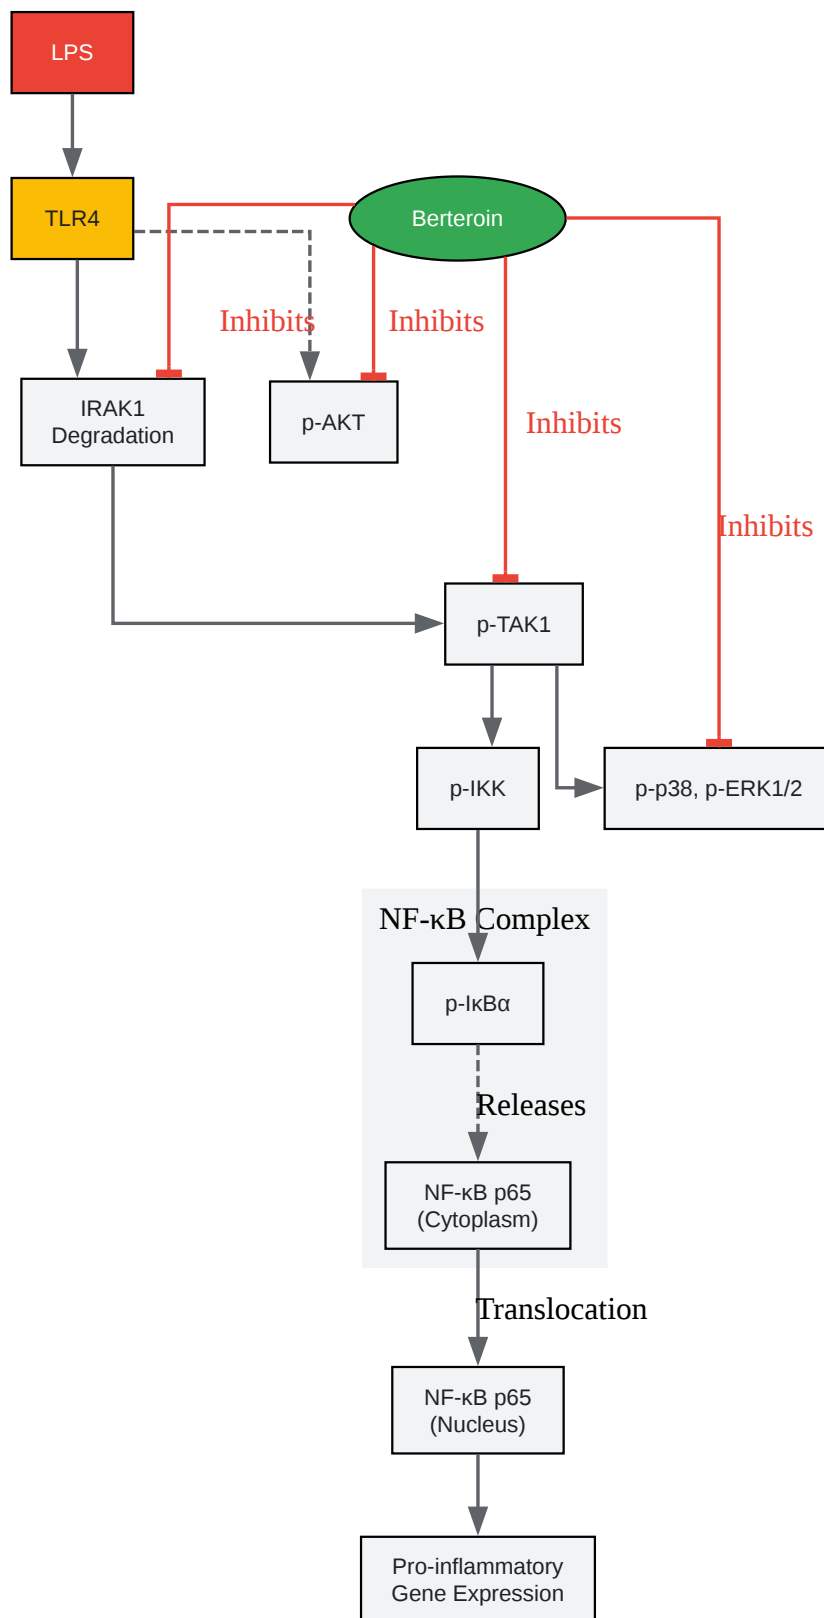 LPS
TLR4
Berteroin
Inhibits
Inhibits
IRAK1
Degradation
p-AKT
Inhibits
Inhibits
p-TAK1
p-IKK
p-p38, p-ERK1/2
NF-κB Complex
p-IκBα
Releases
NF-κB p65
(Cytoplasm)
Translocation
NF-κB p65
(Nucleus)
Pro-inflammatory
Gene Expression